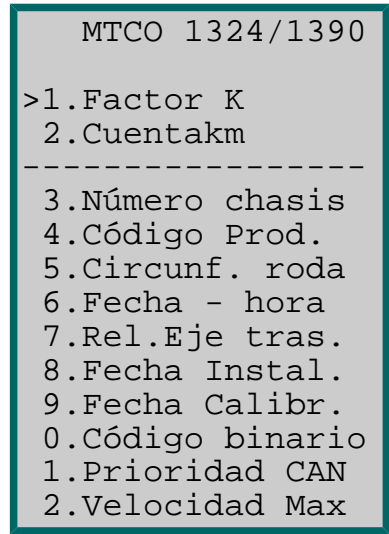 MTCO 1324/1390
>1.Factor K
2.Cuentakm
-----------------
3.Número chasis
4.Código Prod.
5.Circunf. roda
6.Fecha - hora
7.Rel.Eje tras.
8.Fecha Instal.
9.Fecha Calibr.
0.Código binario
1.Prioridad CAN
2.Velocidad Max